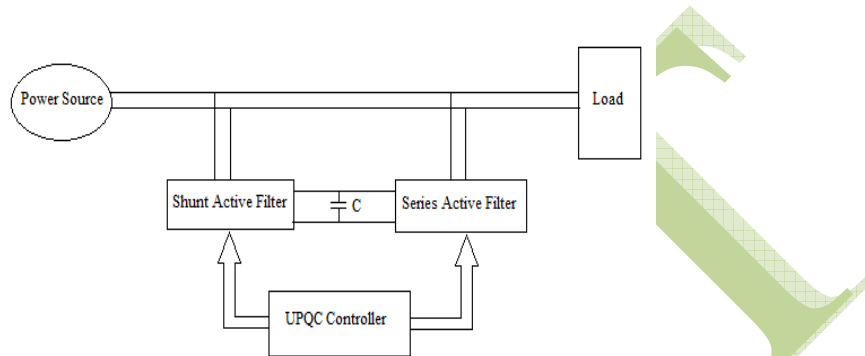 Power Source
Load
Shunt Active Filter
C
Series Active Filter
UPQC Controller